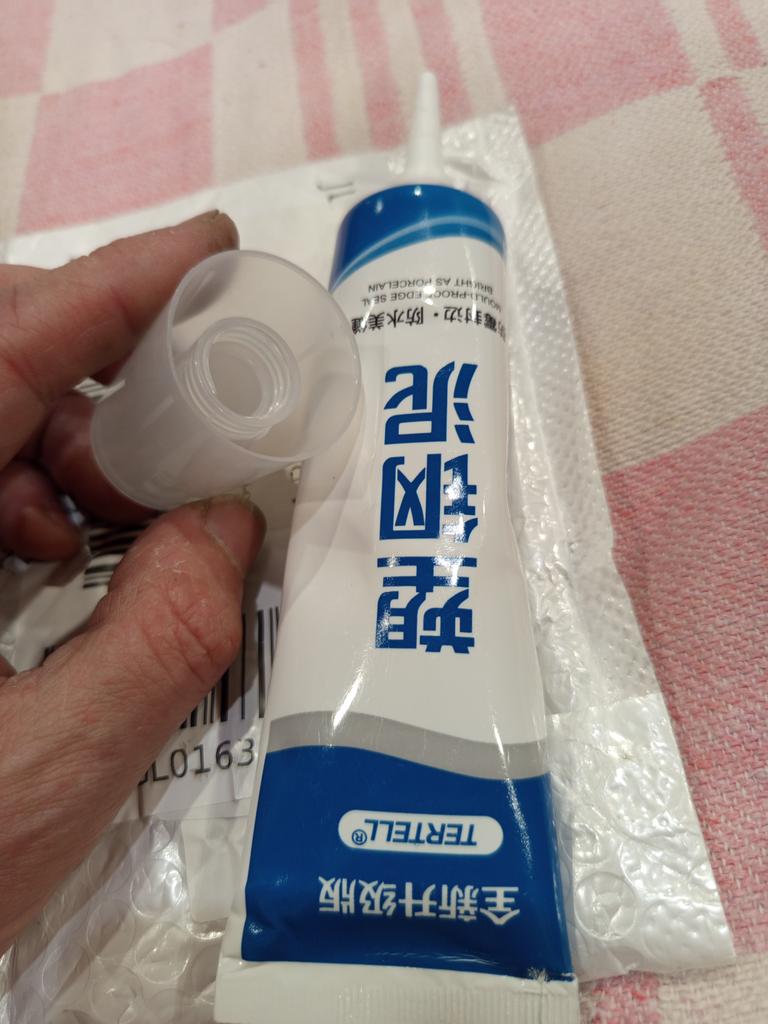 全新升级版
TERTELL®
塑钢泥
防霉封边·防水美缝
MOULD-PROOF EDGE SEAL
BRIGHT AS PORCELAIN
L0163